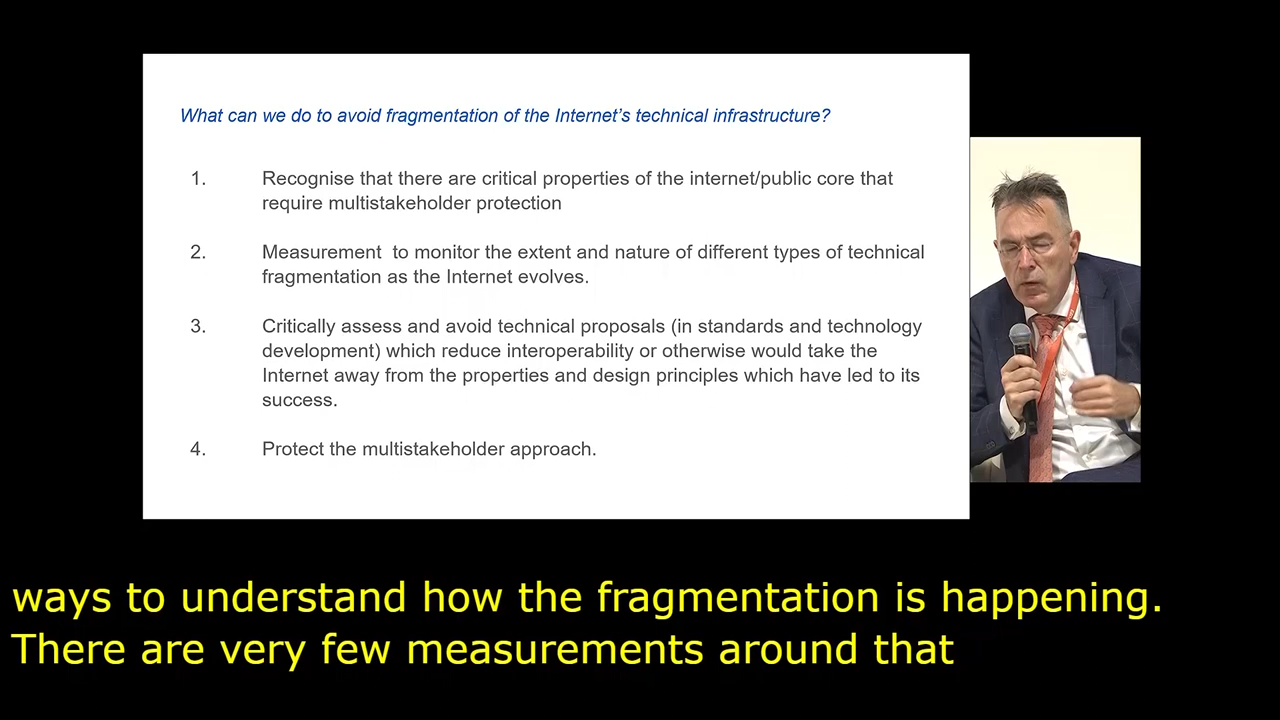 What can we do to avoid fragmentation of the Internet’s technical infrastructure?
1. Recognise that there are critical properties of the internet/public core that
require multistakeholder protection
2. Measurement  to monitor the extent and nature of different types of technical
fragmentation as the Internet evolves.
3. Critically assess and avoid technical proposals (in standards and technology
development) which reduce interoperability or otherwise would take the
Internet away from the properties and design principles which have led to its
success.
4. Protect the multistakeholder approach.
ways to understand how the fragmentation is happening.
There are very few measurements around that